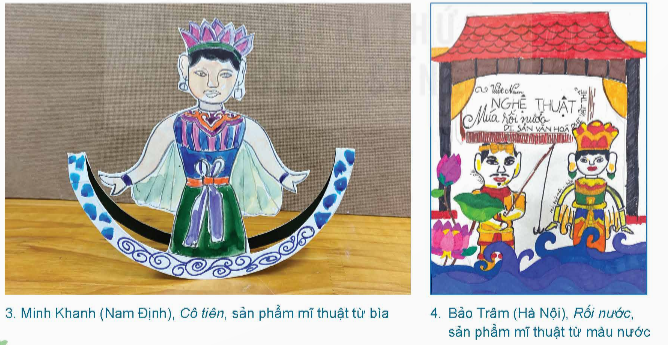 Việt Nam
NGHỆ THUẬT
Múa rối nước
DI SẢN VĂN HOÁ
3. Minh Khanh (Nam Định), Cô tiên, sản phẩm mĩ thuật từ bìa
4. Bảo Trâm (Hà Nội), Rối nước,
sản phẩm mĩ thuật từ màu nước